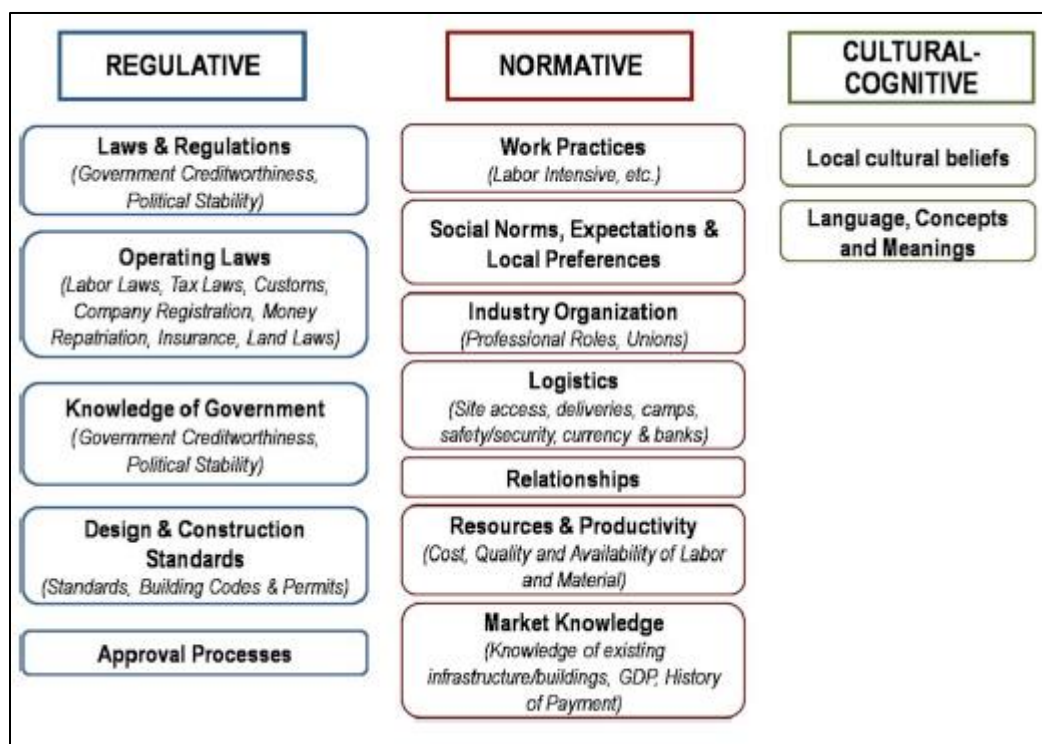 REGULATIVE
Laws & Regulations
(Government Creditworthiness,
Political Stability)
Operating Laws
(Labor Laws, Tax Laws, Customs,
Company Registration, Money
Repatriation, Insurance, Land Laws)
Knowledge of Government
(Government Creditworthiness,
Political Stability)
Design & Construction
Standards
(Standards, Building Codes & Permits)
Approval Processes
NORMATIVE
Work Practices
(Labor Intensive, etc.)
Social Norms, Expectations &
Local Preferences
Industry Organization
(Professional Roles, Unions)
Logistics
(Site access, deliveries, camps,
safety/security, currency & banks)
Relationships
Resources & Productivity
(Cost, Quality and Availability of Labor
and Material)
Market Knowledge
(Knowledge of existing
infrastructure/buildings, GDP, History
of Payment)
CULTURAL-
COGNITIVE
Local cultural beliefs
Language, Concepts
and Meanings